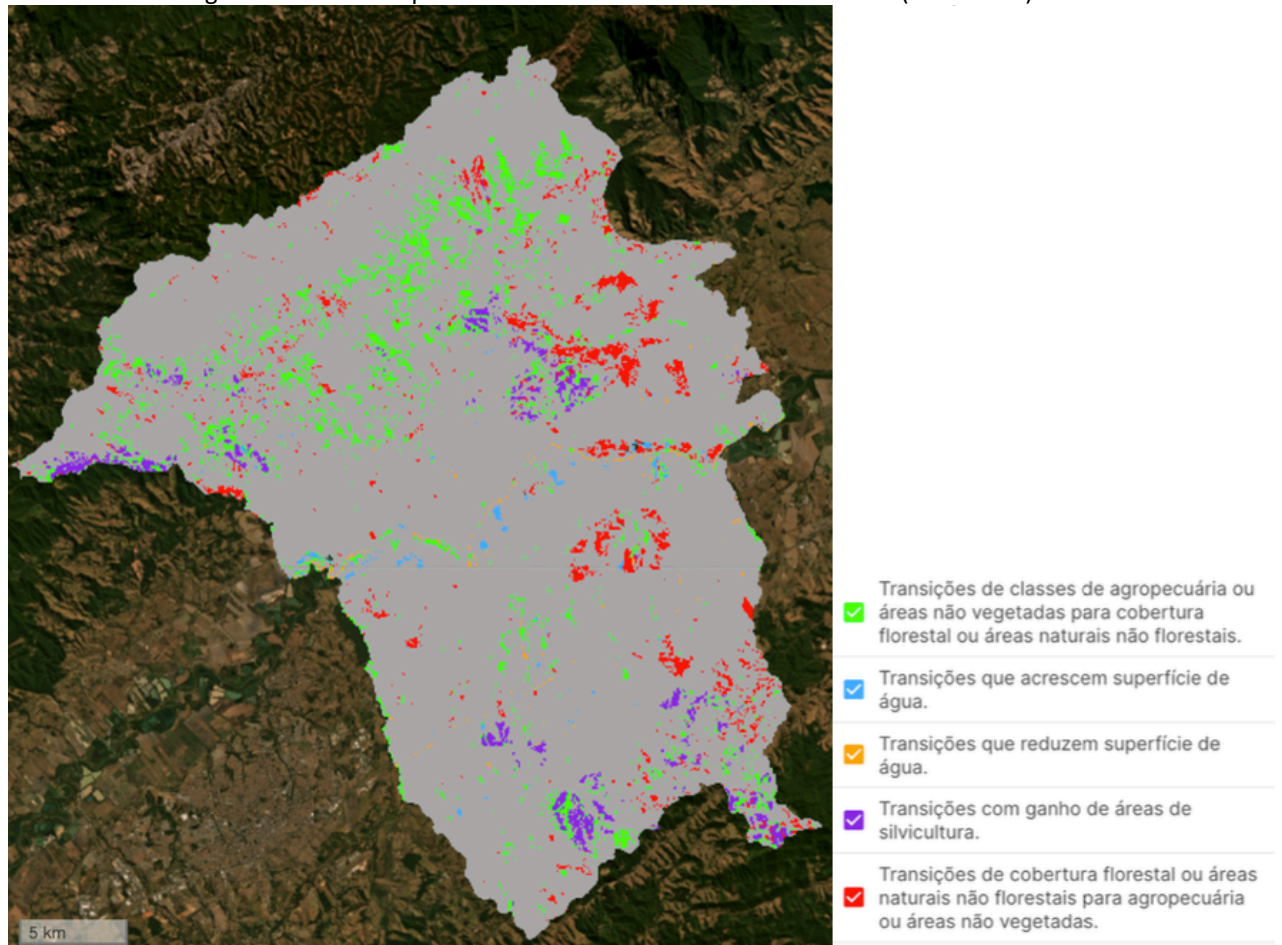 Transições de classes de agropecuária ou
áreas não vegetadas para cobertura
florestal ou áreas naturais não florestais.
Transições que acrescem superfície de
água.
Transições que reduzem superfície de
água.
Transições com ganho de áreas de
silvicultura.
Transições de cobertura florestal ou áreas
naturais não florestais para agropecuária
ou áreas não vegetadas.
5 km